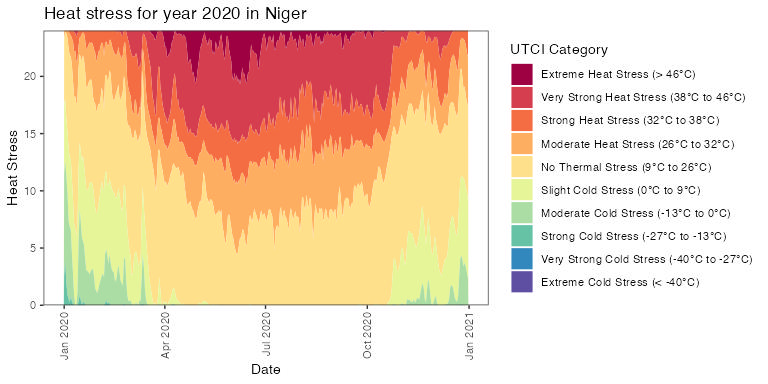 Heat stress for year 2020 in Niger
Heat Stress
20
15
10
5
0
Jan 2020
Apr 2020
Jul 2020
Oct 2020
Jan 2021
Date
UTCI Category
Extreme Heat Stress (> 46°C)
Very Strong Heat Stress (38°C to 46°C)
Strong Heat Stress (32°C to 38°C)
Moderate Heat Stress (26°C to 32°C)
No Thermal Stress (9°C to 26°C)
Slight Cold Stress (0°C to 9°C)
Moderate Cold Stress (-13°C to 0°C)
Strong Cold Stress (-27°C to -13°C)
Very Strong Cold Stress (-40°C to -27°C)
Extreme Cold Stress (< -40°C)